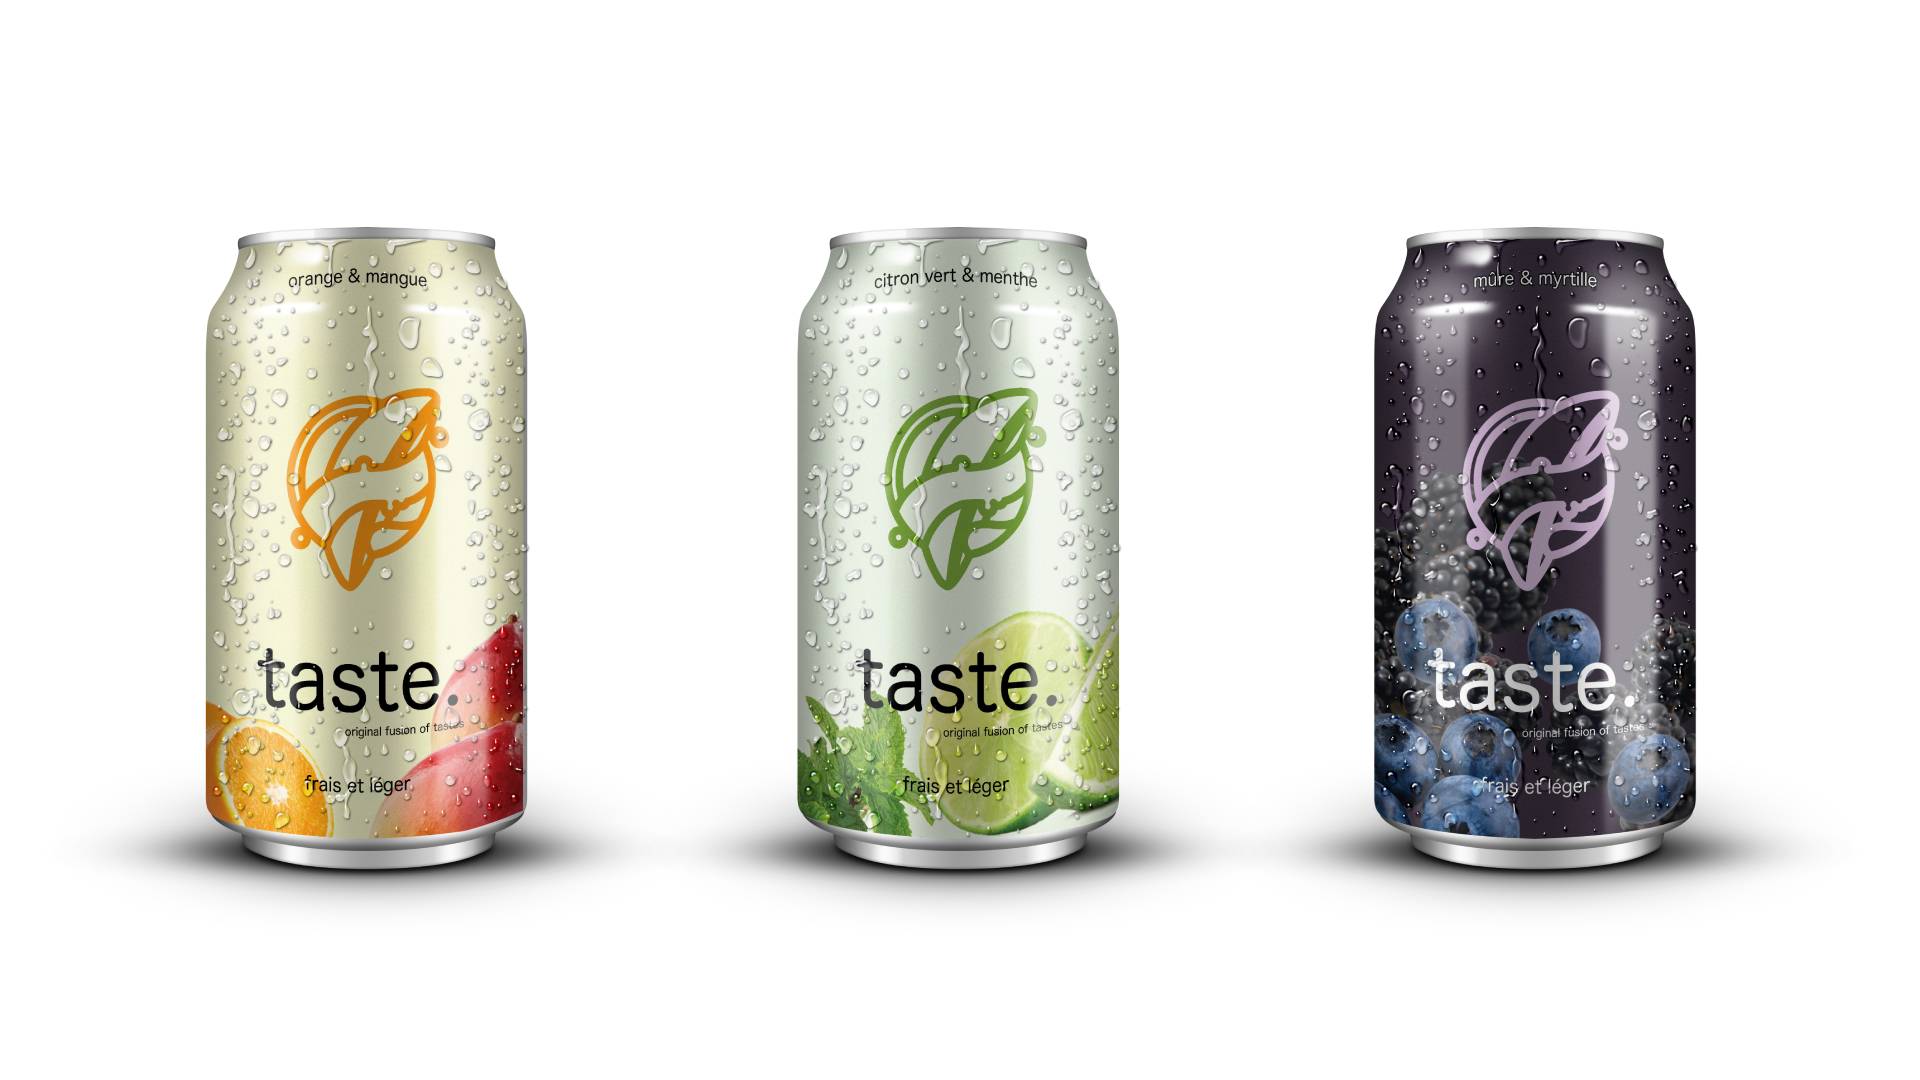 orange & mangue
taste.
original fusion of tastes
frais et léger
citron vert & menthe
taste.
original fusion of tastes
frais et léger
mûre & myrtille
taste.
original fusion of tastes
frais et léger